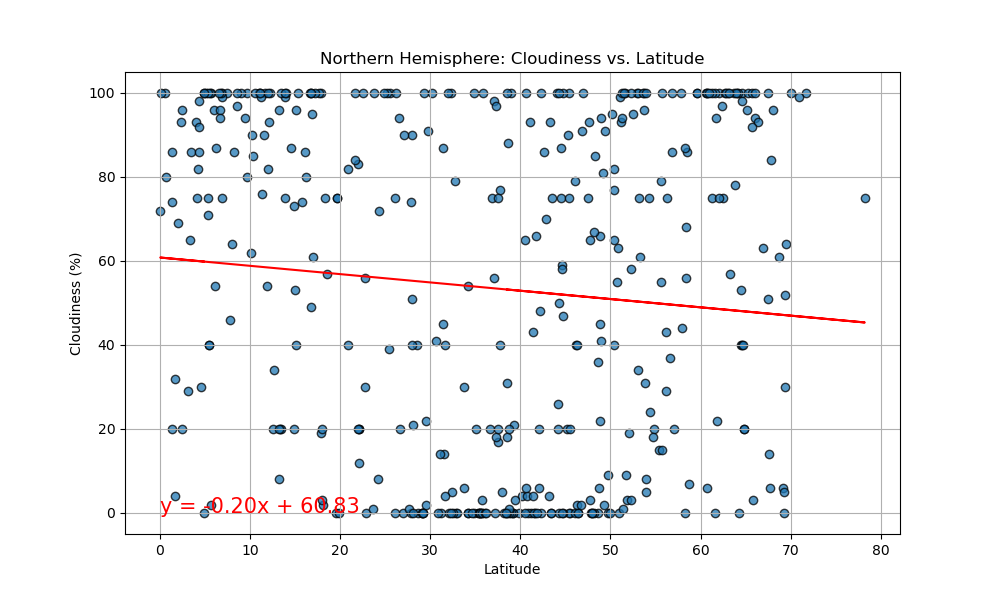 Northern Hemisphere: Cloudiness vs. Latitude
100
80
60
40
20
0
Cloudiness (%)
y = -0.20x + 60.83
0 10 20 30 40 50 60 70 80
Latitude